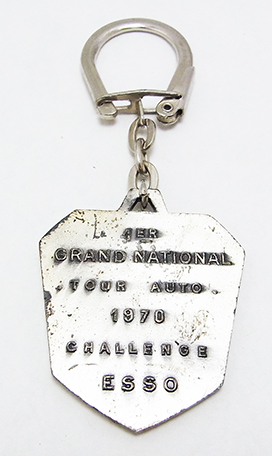 1ER
GRAND NATIONAL
TOUR AUTO
1970
CHALLENGE
ESSO